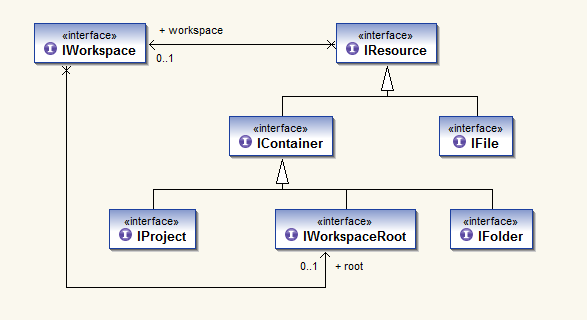 «interface»
IWorkspace
+ workspace
0..1
«interface»
IResource
«interface»
IContainer
«interface»
IFile
«interface»
IProject
«interface»
IWorkspaceRoot
«interface»
IFolder
0..1 + root